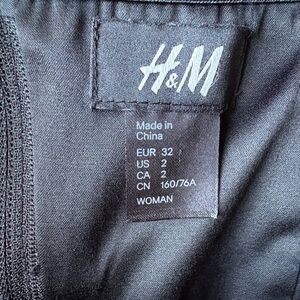 H&M
Made in
China
EUR 32
US 2
CA 2
CN 160/76A
WOMAN